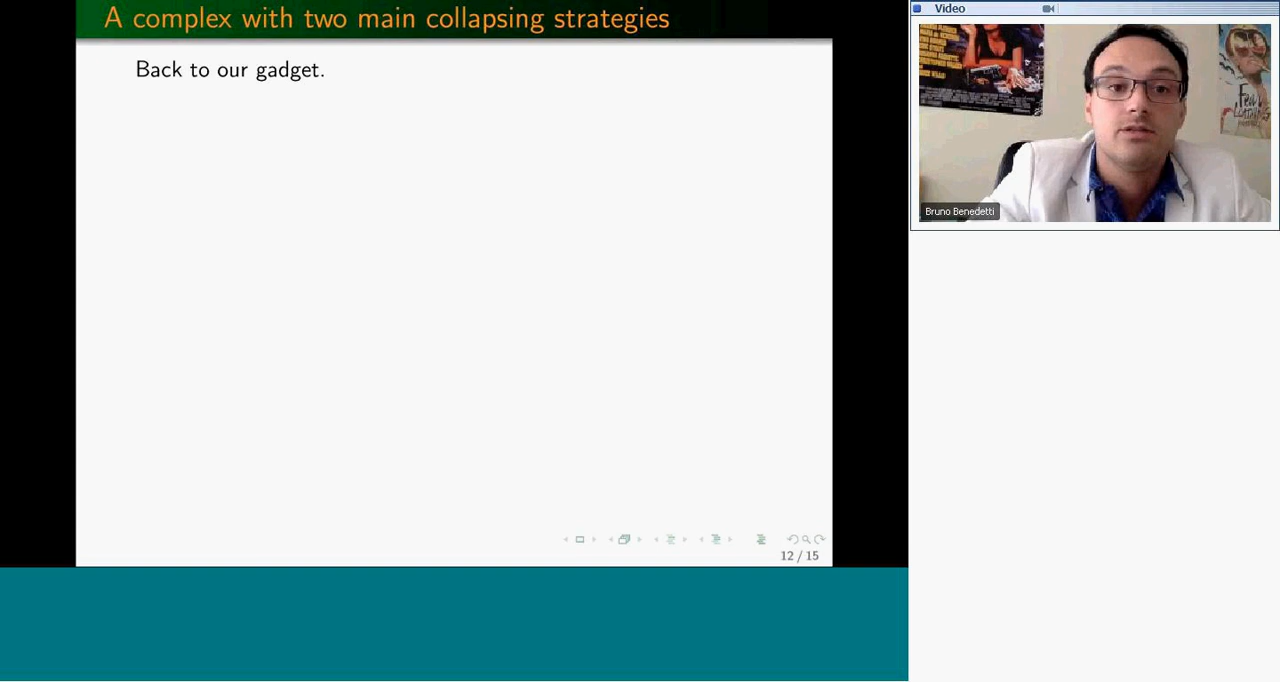 A complex with two main collapsing strategies
Back to our gadget.
12 / 15
Video
Bruno Benedetti